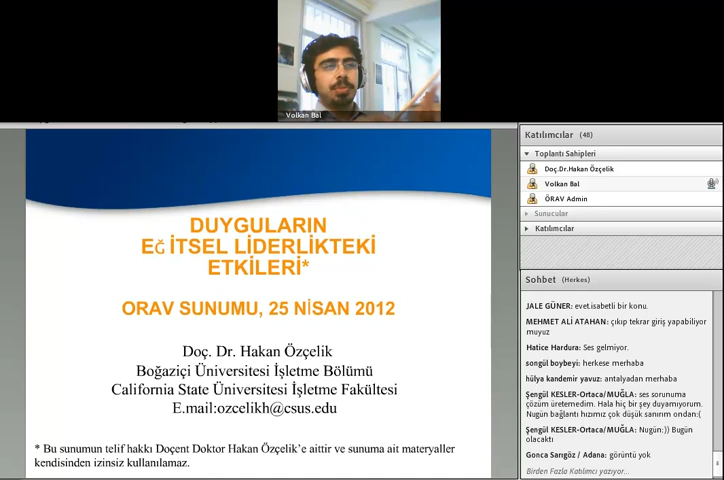 Volkan Bal
DUYGULARIN
EĞİTSEL LİDERLİKTEKİ
ETKİLERİ*
ORAV SUNUMU, 25 NİSAN 2012
Doç. Dr. Hakan Özçelik
Boğaziçi Üniversitesi İşletme Bölümü
California State Üniversitesi İşletme Fakültesi
E.mail:ozcelikh@csus.edu
* Bu sunumun telif hakkı Doçent Doktor Hakan Özçelik'e aittir ve sunuma ait materyaller
kendisinden izinsiz kullanılamaz.
Katılımcılar (48)
Toplantı Sahipleri
Doç.Dr.Hakan Özçelik
Volkan Bal
ÖRAV Admin
Sunucular
Katılımcılar
Sohbet (Herkes)
JALE GÜNER: evet.isabetli bir konu.
MEHMET ALİ ATAHAN: çıkıp tekrar giriş yapabiliyor
muyuz
Hatice Hardura: Ses gelmiyor.
songül boybeyi: herkese merhaba
hülya kandemir yavuz: antalyadan merhaba
Şengül KESLER-Ortaca/MUĞLA: ses sorunuma
çözüm üretemedim. Hala hiç bir şey duyamıyorum.
Nugün bağlantı hızımız çok düşük sanırım ondan:(
Şengül KESLER-Ortaca/MUĞLA: Nugün:)) Bugün
olacaktı
Gonca Sarıgöz / Adana: görüntü yok
Birden Fazla Katılımcı yazıyor...